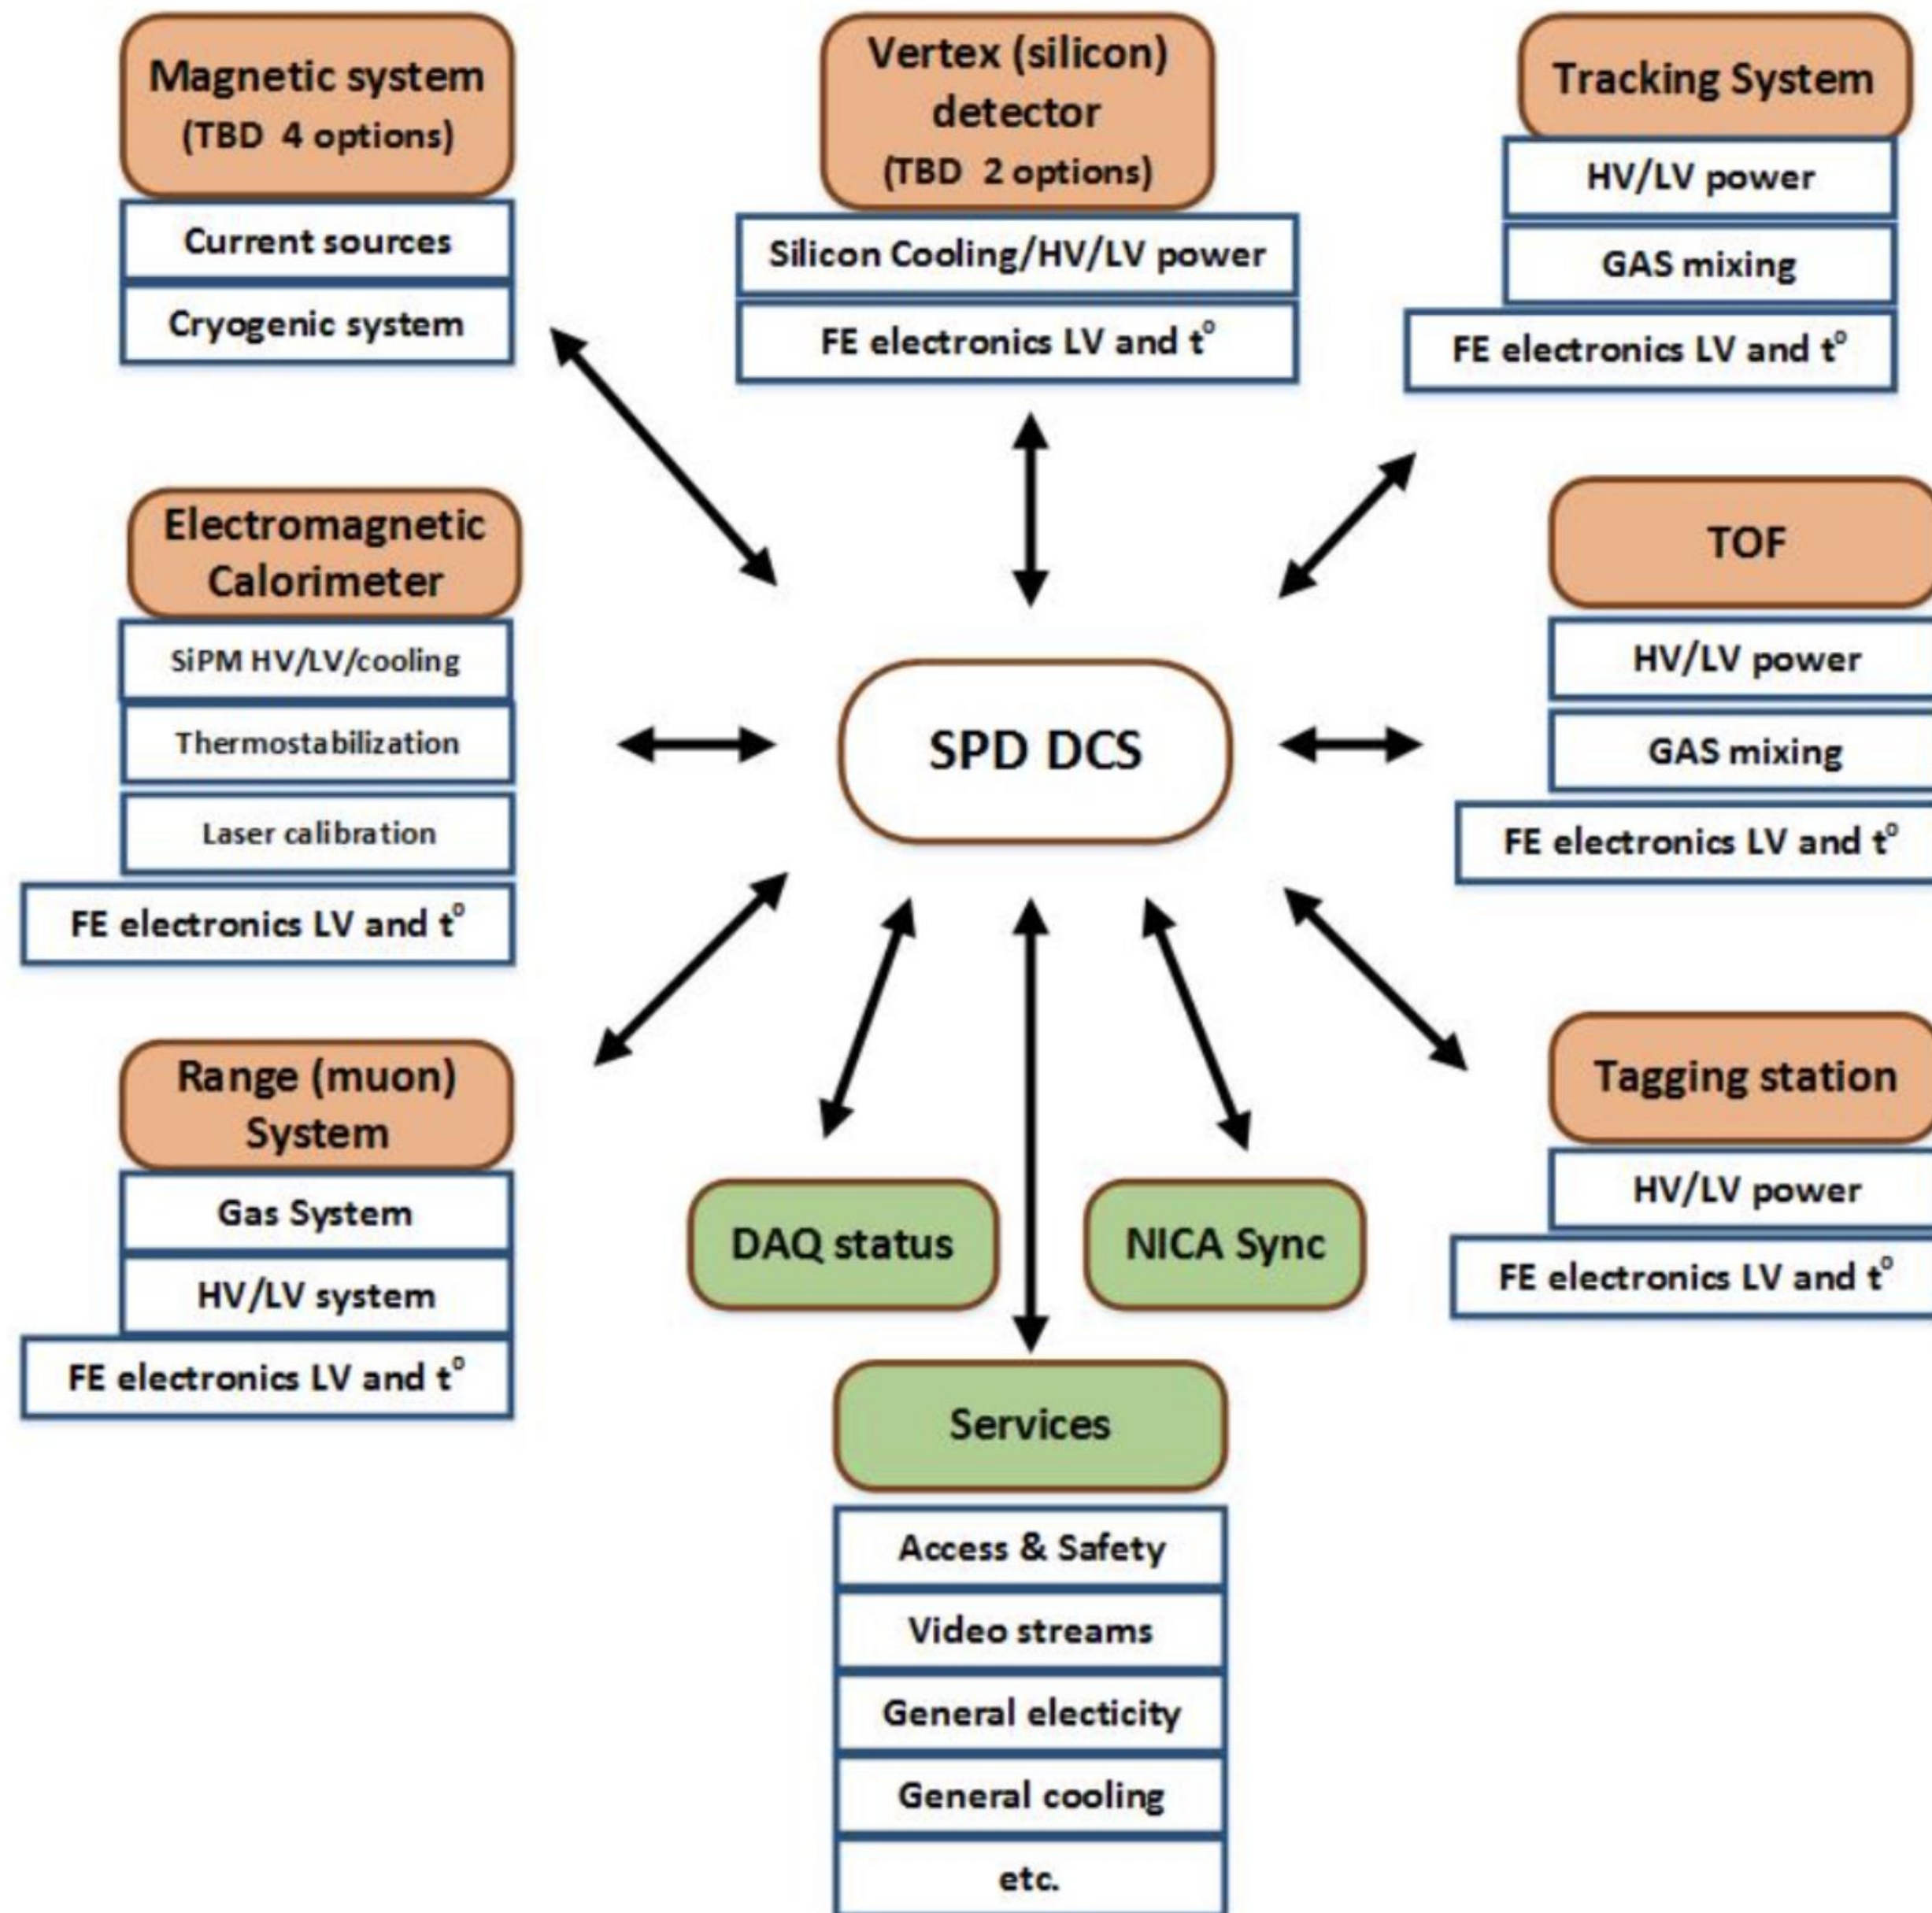 Magnetic system
(TBD 4 options)
Current sources
Cryogenic system
Vertex (silicon)
detector
(TBD 2 options)
Silicon Cooling/HV/LV power
FE electronics LV and t°
Tracking System
HV/LV power
GAS mixing
FE electronics LV and t°
Electromagnetic
Calorimeter
SiPM HV/LV/cooling
Thermostabilization
Laser calibration
FE electronics LV and t°
SPD DCS
TOF
HV/LV power
GAS mixing
FE electronics LV and t°
Range (muon)
System
Gas System
HV/LV system
FE electronics LV and t°
DAQ status
NICA Sync
Tagging station
HV/LV power
FE electronics LV and t°
Services
Access & Safety
Video streams
General electicity
General cooling
etc.